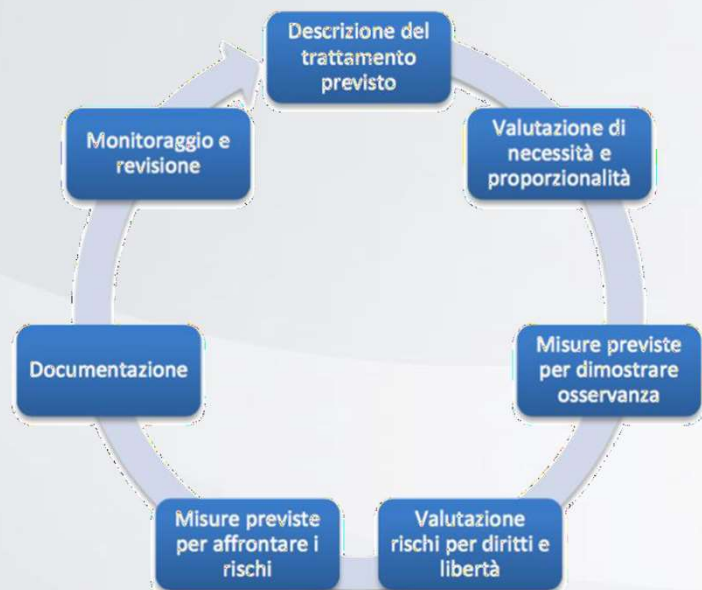 Descrizione del
trattamento
previsto
Valutazione di
necessità e
proporzionalità
Misure previste
per dimostrare
osservanza
Valutazione
rischi per diritti e
libertà
Misure previste
per affrontare i
rischi
Documentazione
Monitoraggio e
revisione